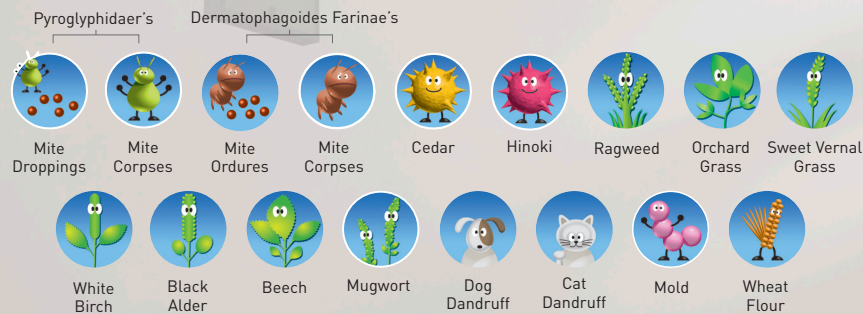 Pyroglyphidaer's
Dermatophagoides Farinae's
Mite
Droppings
Mite
Corpses
Mite
Ordures
Mite
Corpses
Cedar
Hinoki
Ragweed
Orchard
Grass
Sweet Vernal
Grass
White
Birch
Black
Alder
Beech
Mugwort
Dog
Dandruff
Cat
Dandruff
Mold
Wheat
Flour